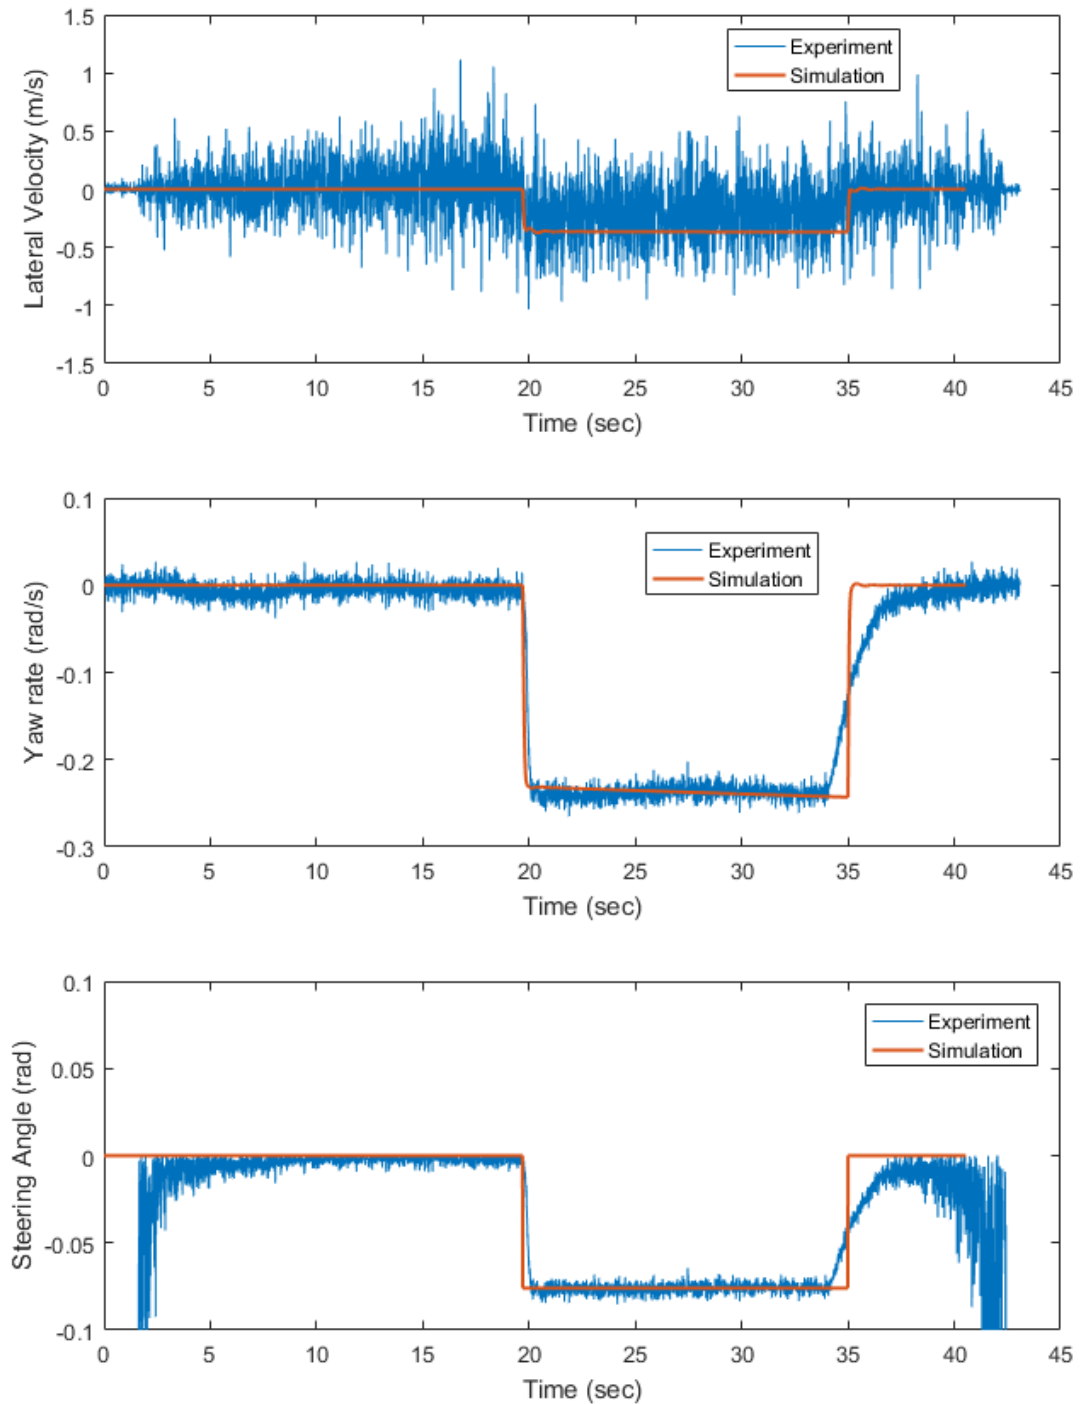 1.5
1
0.5
0
-0.5
-1
-1.5
Lateral Velocity (m/s)
Experiment
Simulation
0 5 10 15 20 25 30 35 40 45
Time (sec)
0.1
0
-0.1
-0.2
-0.3
Yaw rate (rad/s)
Experiment
Simulation
0 5 10 15 20 25 30 35 40 45
Time (sec)
0.1
0.05
0
-0.05
-0.1
Steering Angle (rad)
Experiment
Simulation
0 5 10 15 20 25 30 35 40 45
Time (sec)